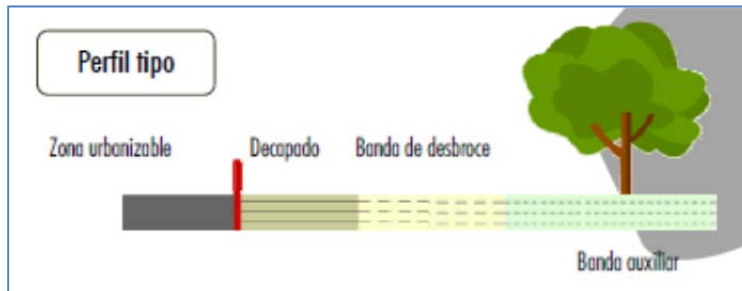 Perfil tipo
Zona urbanizable
Decapado
Banda de desbroce
Banda auxiliar